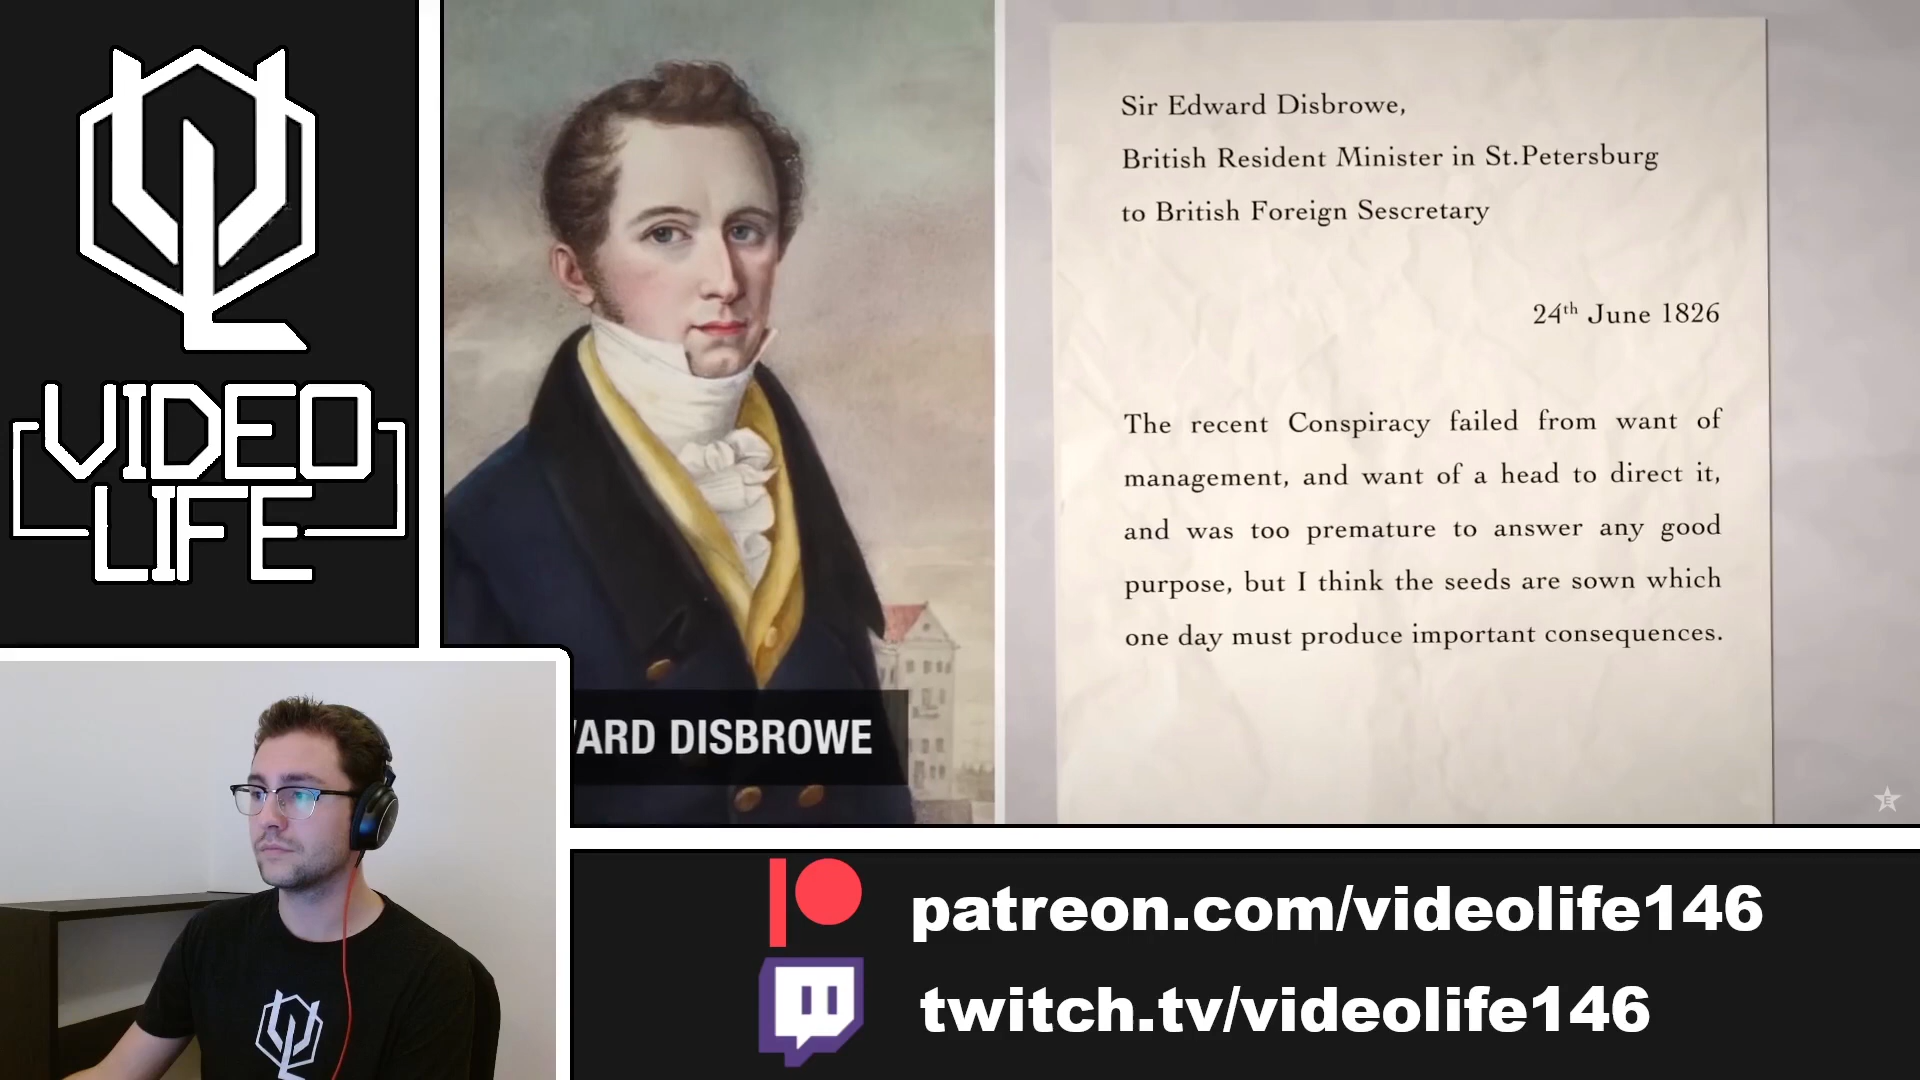 VIDEO
LIFE
Sir Edward Disbrowe,
British Resident Minister in St.Petersburg
to British Foreign Sescretary
24th June 1826
The recent Conspiracy failed from want of
management, and want of a head to direct it,
and was too premature to answer any good
purpose, but I think the seeds are sown which
one day must produce important consequences.
ARD DISBROWE
E
patreon.com/videolife146
twitch.tv/videolife146